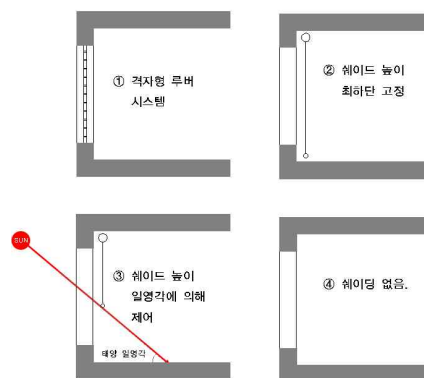 ① 격자형 루버
시스템
② 쉐이드 높이
최하단 고정
SUN
③ 쉐이드 높이
일영각에 의해
제어
태양 일영각
④ 쉐이딩 없음.